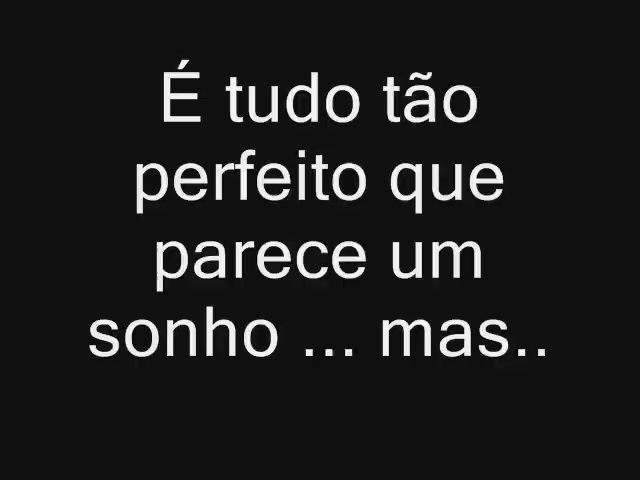 É tudo tão
perfeito que
parece um
sonho ... mas..